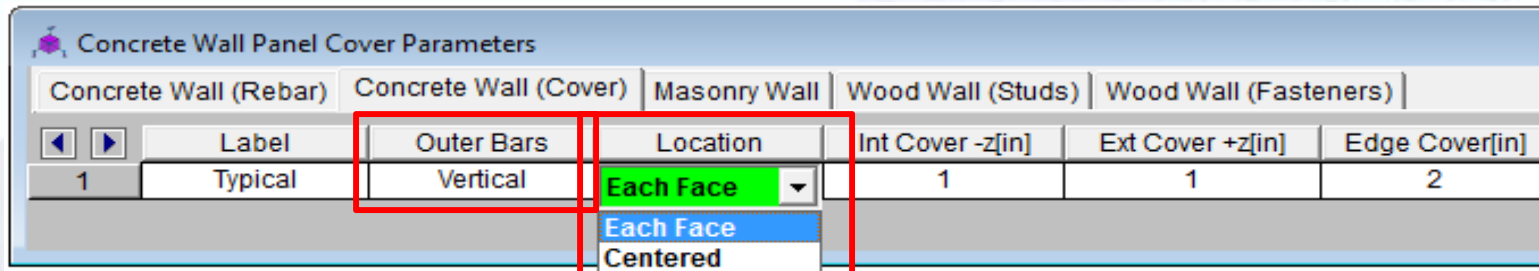 Concrete Wall Panel Cover Parameters
Concrete Wall (Rebar) Concrete Wall (Cover) Masonry Wall Wood Wall (Studs) Wood Wall (Fasteners)
Label Outer Bars Location Int Cover -z[in] Ext Cover +z[in] Edge Cover[in]
1 Typical Vertical Each Face 1 1 2
Each Face
Centered